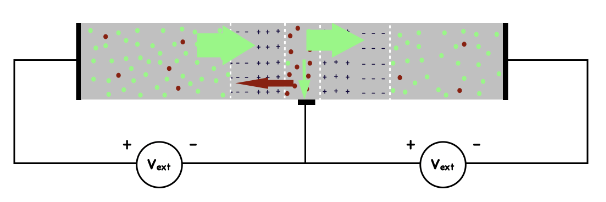 + − + −
Vext Vext